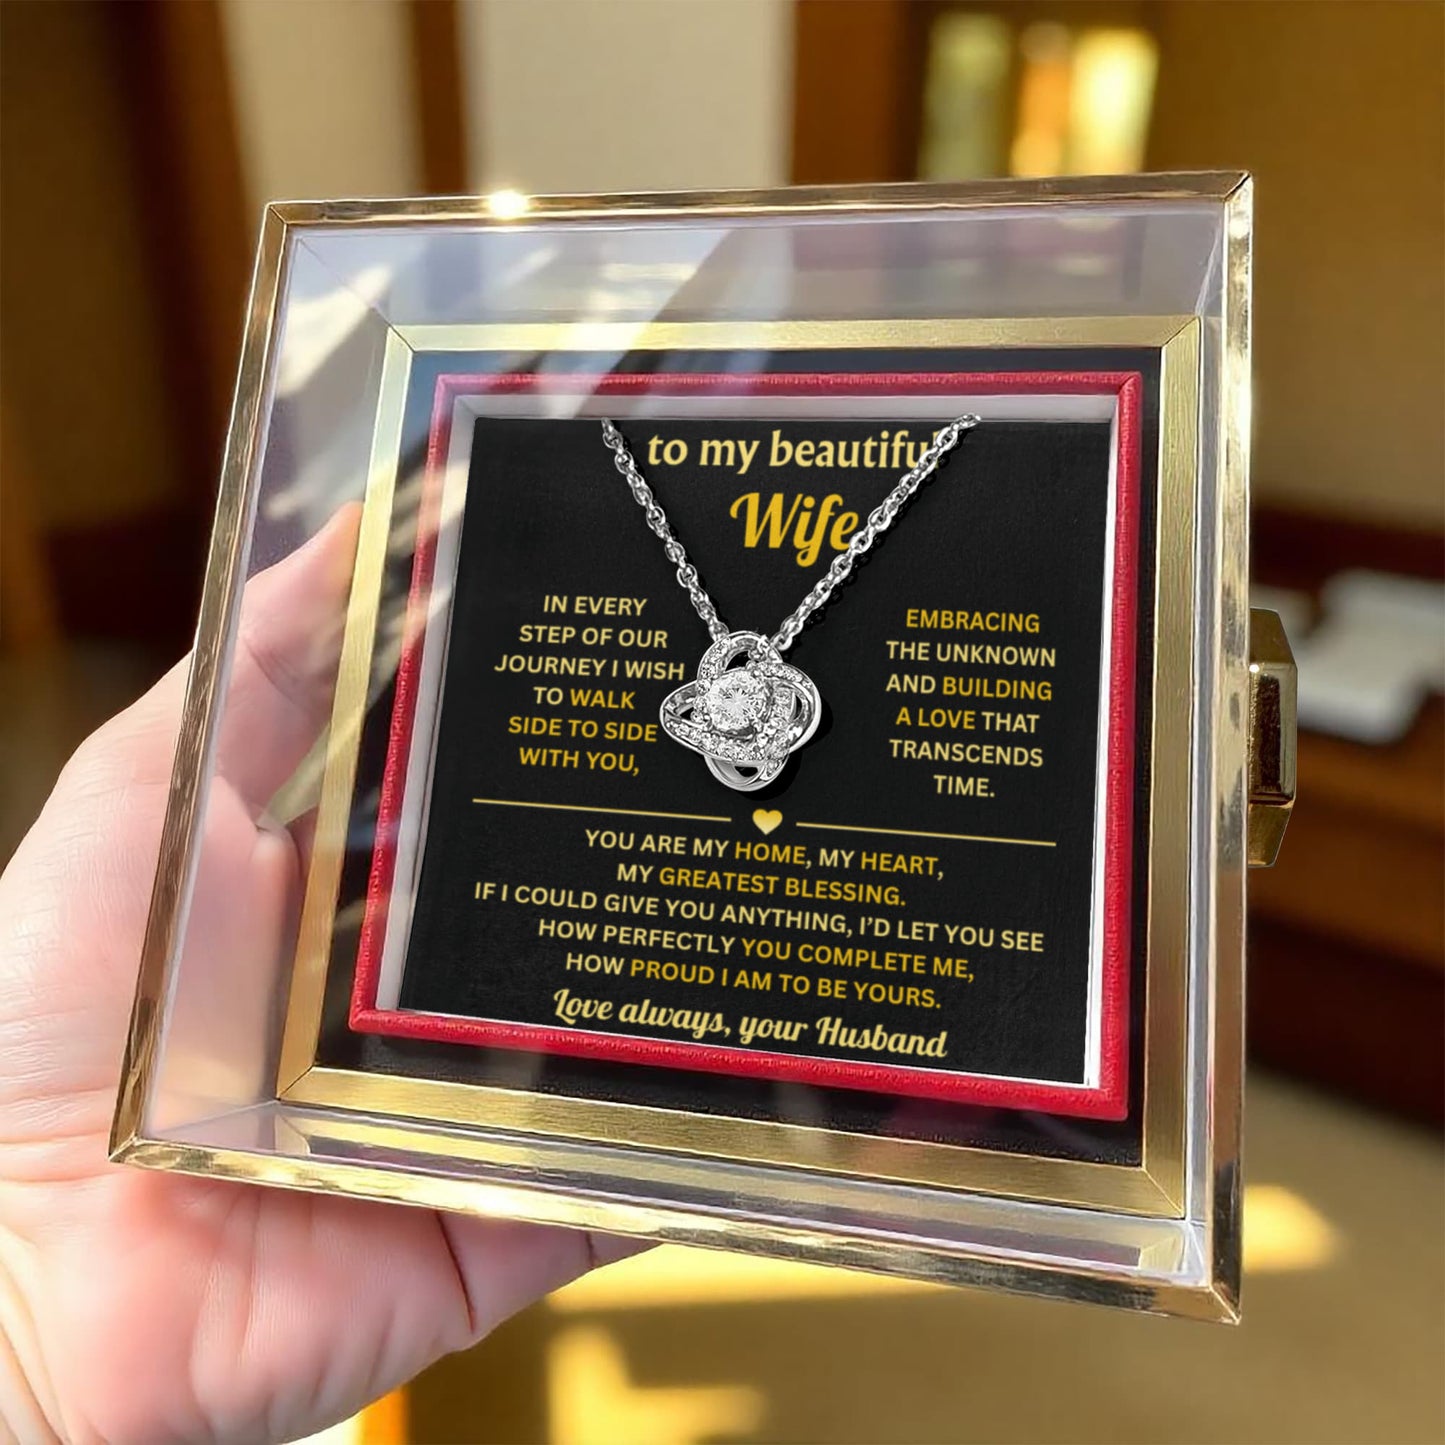 to my beautiful
Wife
IN EVERY
STEP OF OUR
JOURNEY I WISH
TO WALK
SIDE TO SIDE
WITH YOU,
EMBRACING
THE UNKNOWN
AND BUILDING
A LOVE THAT
TRANSCENDS
TIME.
YOU ARE MY HOME, MY HEART,
MY GREATEST BLESSING.
IF I COULD GIVE YOU ANYTHING, I'D LET YOU SEE
HOW PERFECTLY YOU COMPLETE ME,
HOW PROUD I AM TO BE YOURS.
Love always, your Husband